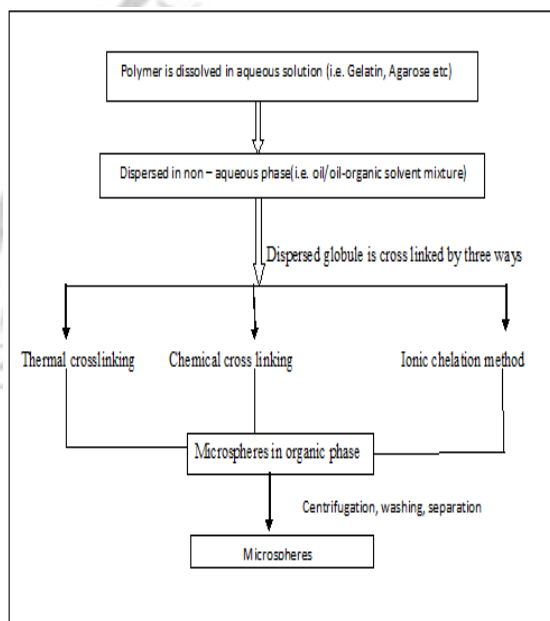 Polymer is dissolved in aqueous solution (i.e. Gelatin, Agarose etc)
Dispersed in non – aqueous phase(i.e. oil/oil-organic solvent mixture)
Dispersed globule is cross linked by three ways
Thermal crosslinking Chemical cross linking Ionic chelation method
Microspheres in organic phase
Centrifugation, washing, separation
Microspheres